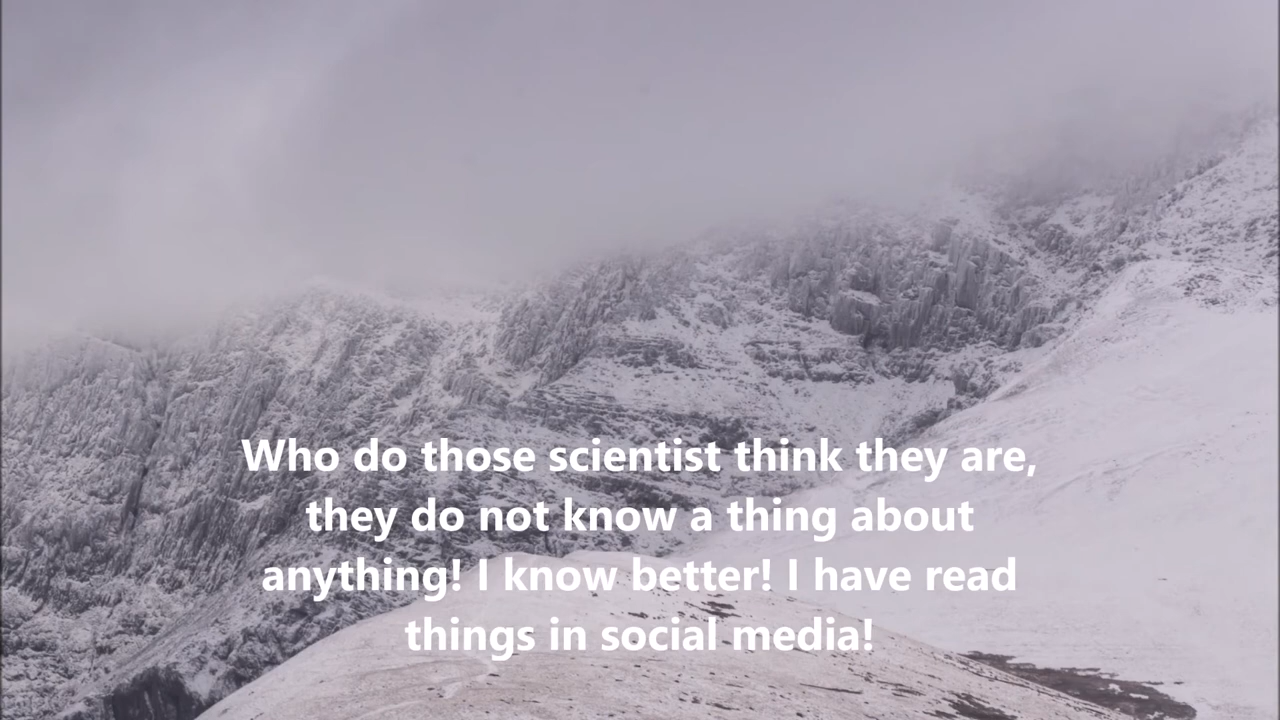 Who do those scientist think they are,
they do not know a thing about
anything! I know better! I have read
things in social media!